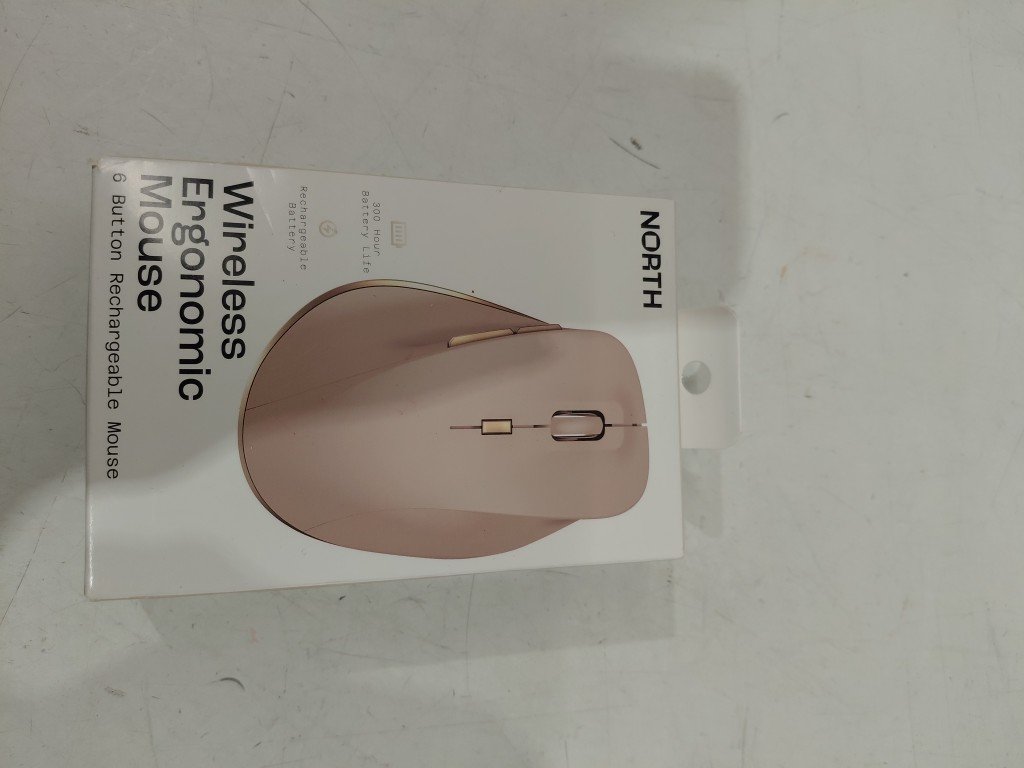 NORTH
300 Hour
Battery Life
Rechargeable
Battery
Wireless
Ergonomic
Mouse
6 Button Rechargeable Mouse